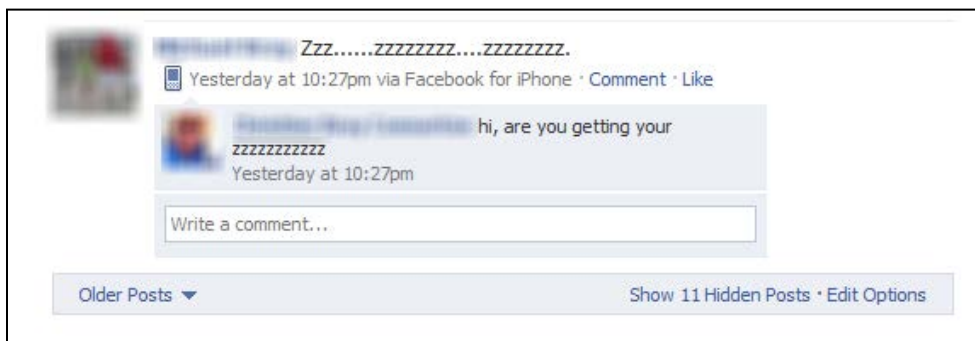 Zzz......zzzzzzzz....zzzzzzzz.
Yesterday at 10:27pm via Facebook for iPhone · Comment · Like
hi, are you getting your
zzzzzzzzzzz
Yesterday at 10:27pm
Write a comment...
Older Posts Show 11 Hidden Posts · Edit Options